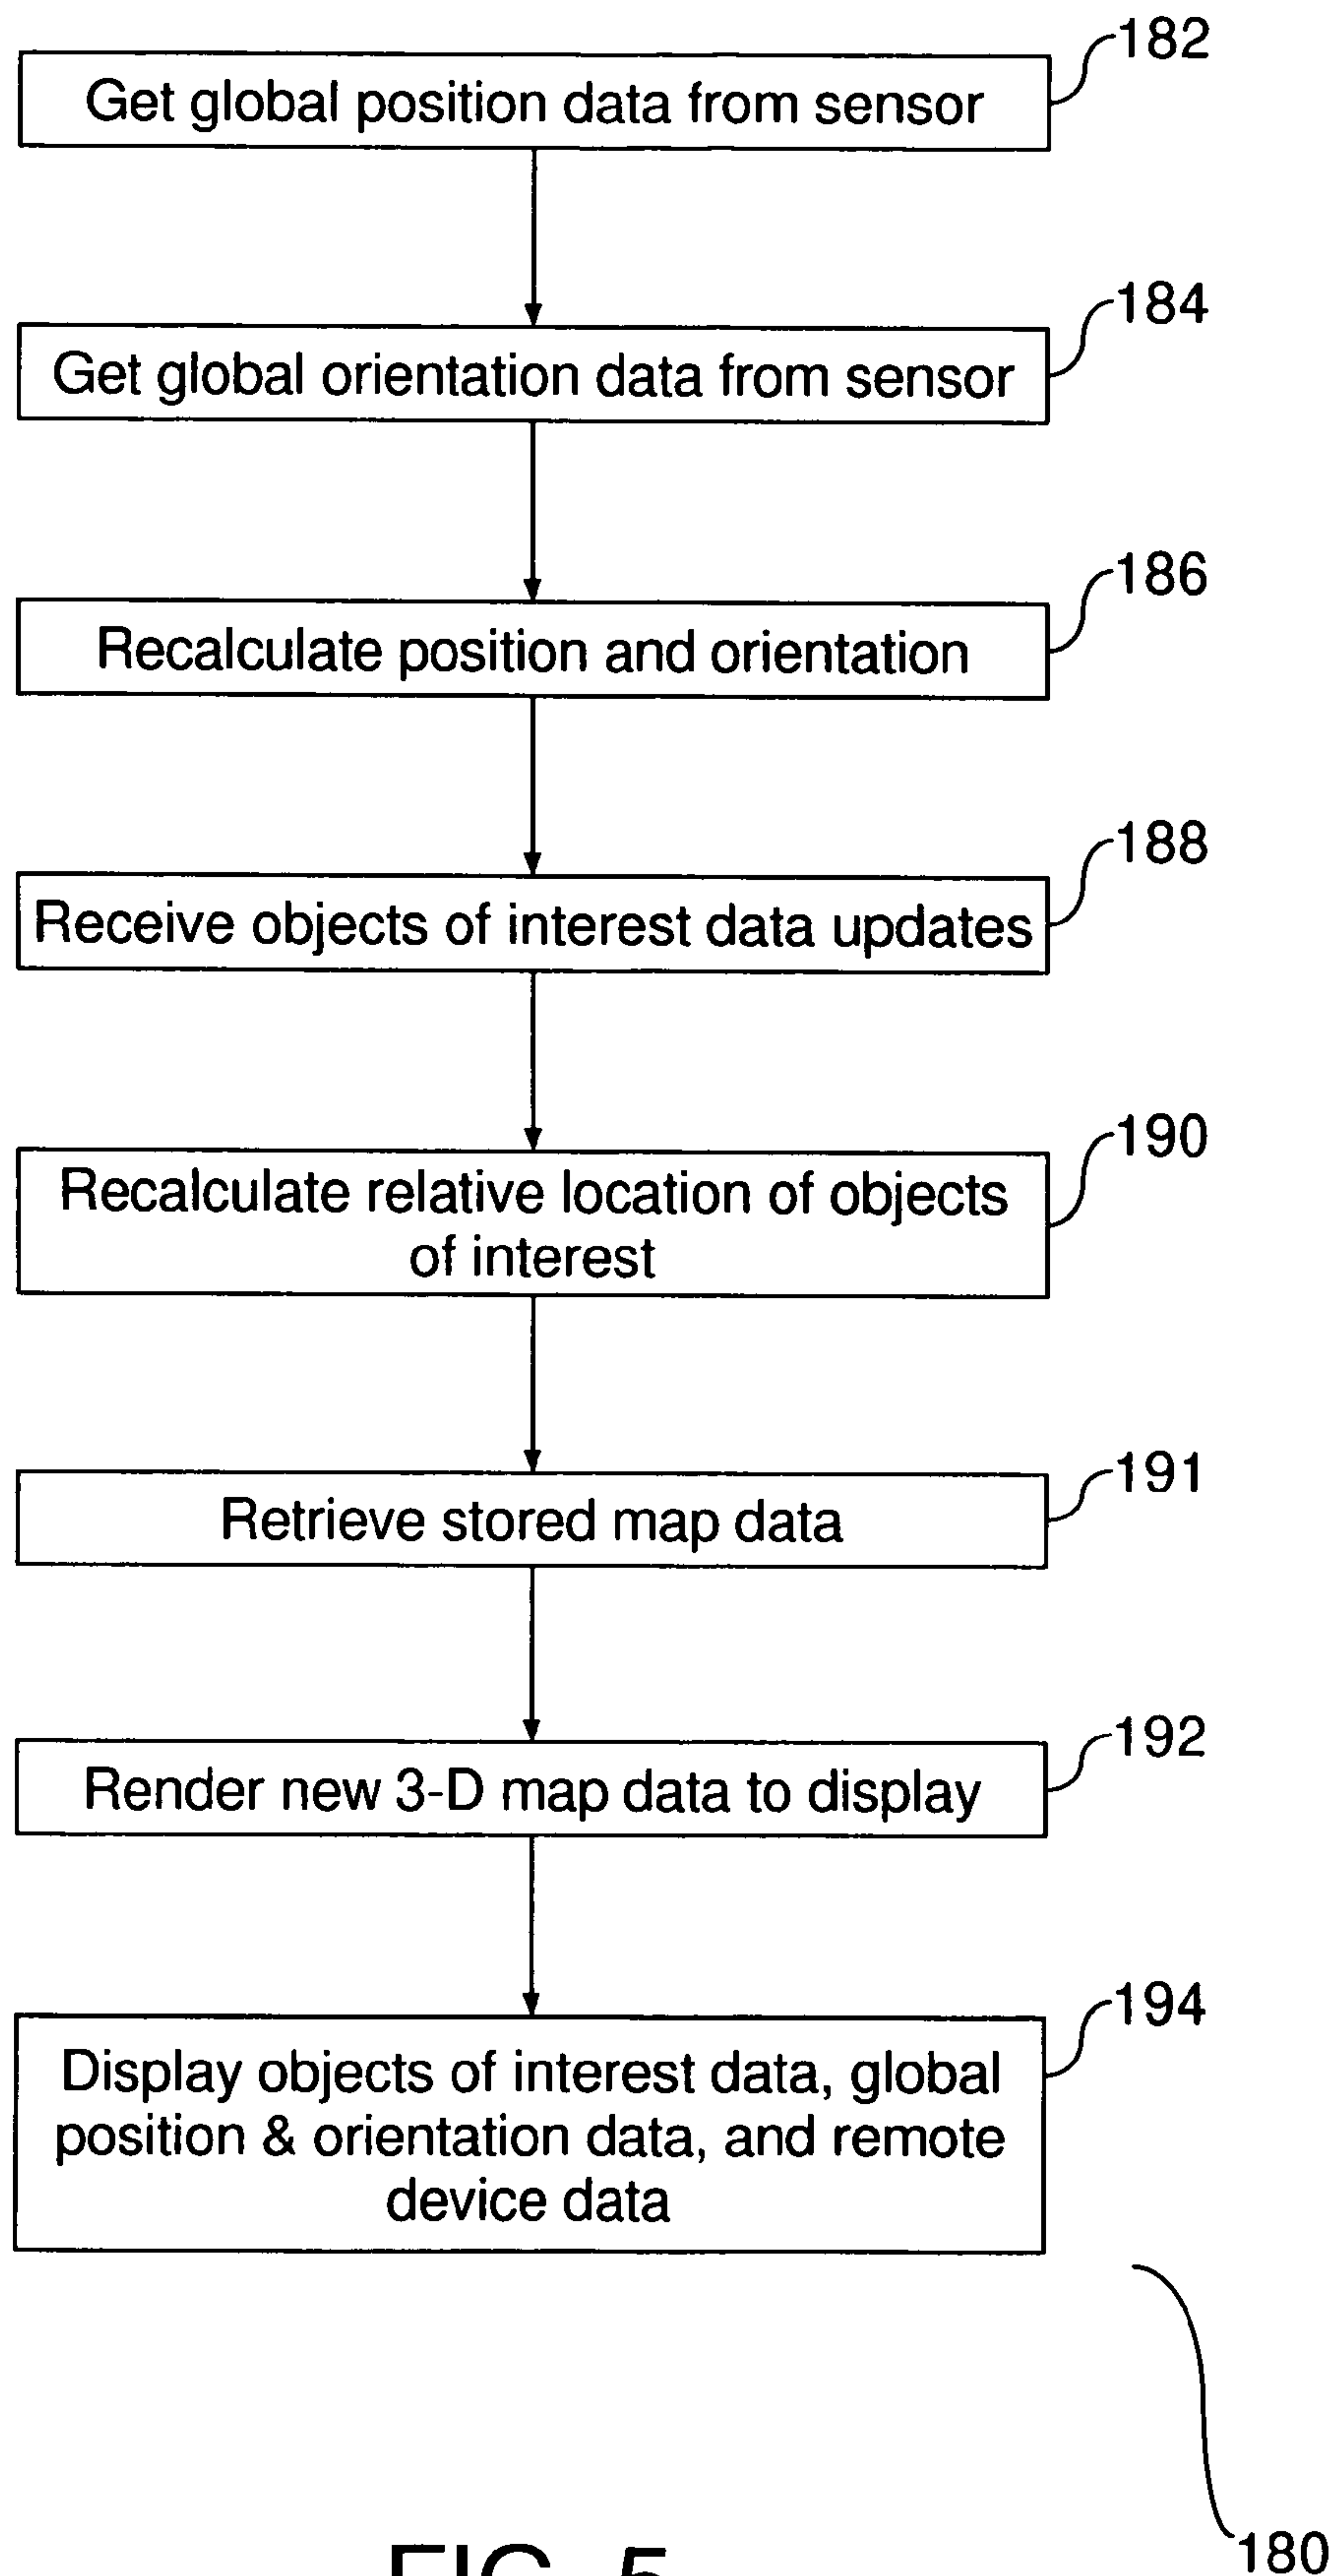 182
Get global position data from sensor
184
Get global orientation data from sensor
186
Recalculate position and orientation
188
Receive objects of interest data updates
190
Recalculate relative location of objects
of interest
191
Retrieve stored map data
192
Render new 3-D map data to display
194
Display objects of interest data, global
position & orientation data, and remote
device data
180
FIG. 5